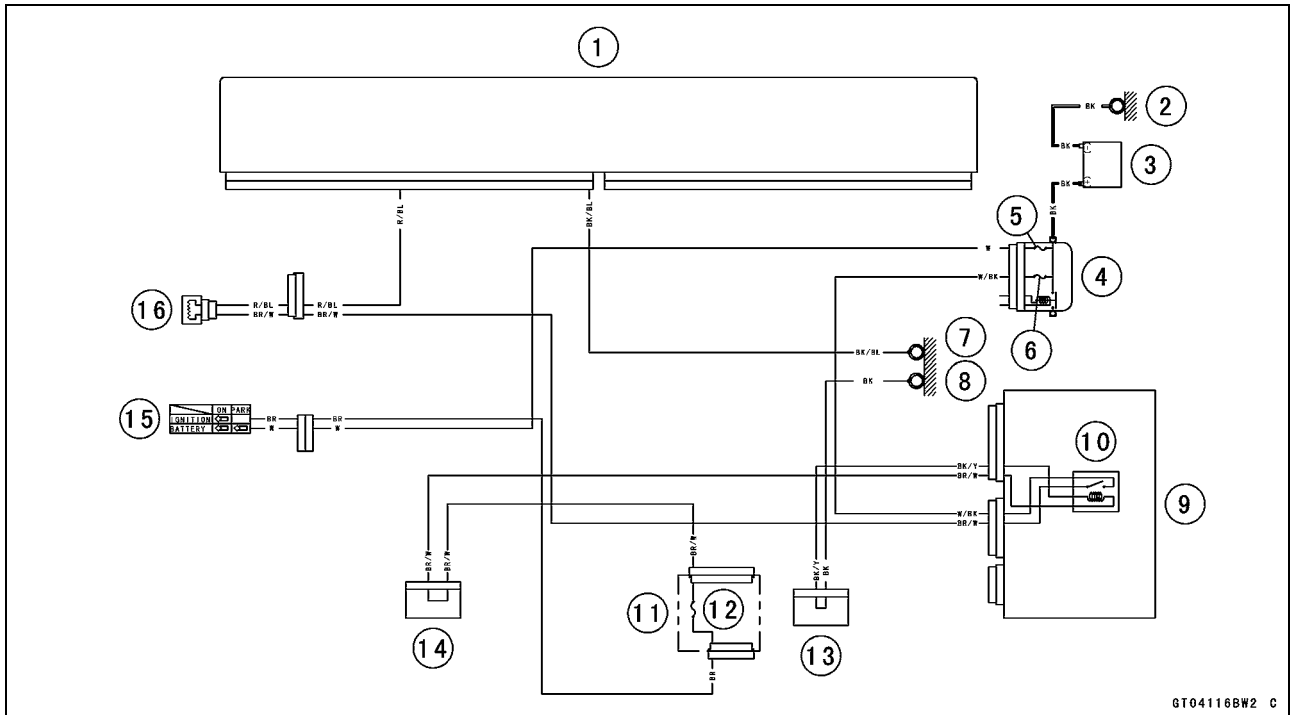 1
BK
2
BK (-)
3
BK (+)
BK
R/BL
BK/BL
5
W
4
W/BK
16
R/BL R/BL
BR/W BR/W
6
7
BK/BL
BK
8
15
ON PARK
IGNITION
BATTERY
BR BR
W W
10
BK/Y
BR/W
9
W/BK
BR/W
BR/W BR/W
BR/W
BK/Y BK
11
12
14
13
BR
GT04116BW2 C